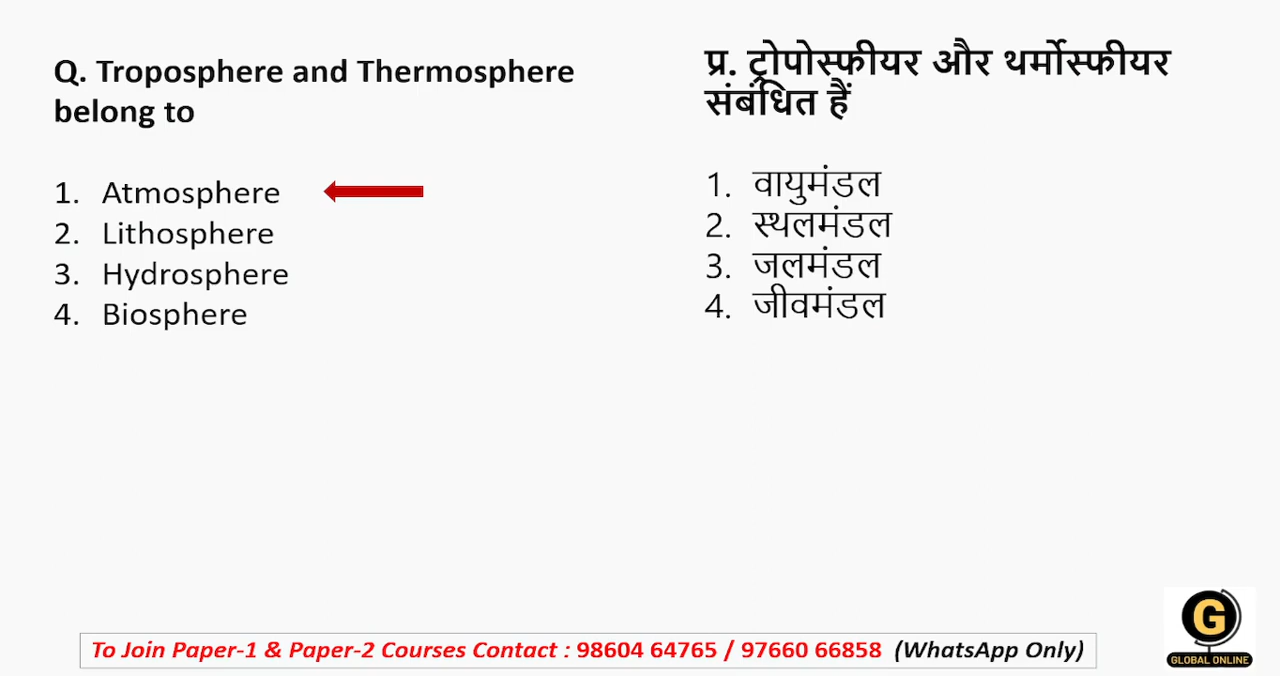 Q. Troposphere and Thermosphere
belong to
1. Atmosphere
2. Lithosphere
3. Hydrosphere
4. Biosphere
प्र. ट्रोपोस्फीयर और थर्मोस्फीयर
संबंधित हैं
1. वायुमंडल
2. स्थलमंडल
3. जलमंडल
4. जीवमंडल
To Join Paper-1 & Paper-2 Courses Contact : 98604 64765 / 97660 66858 (WhatsApp Only)
G
GLOBAL ONLINE